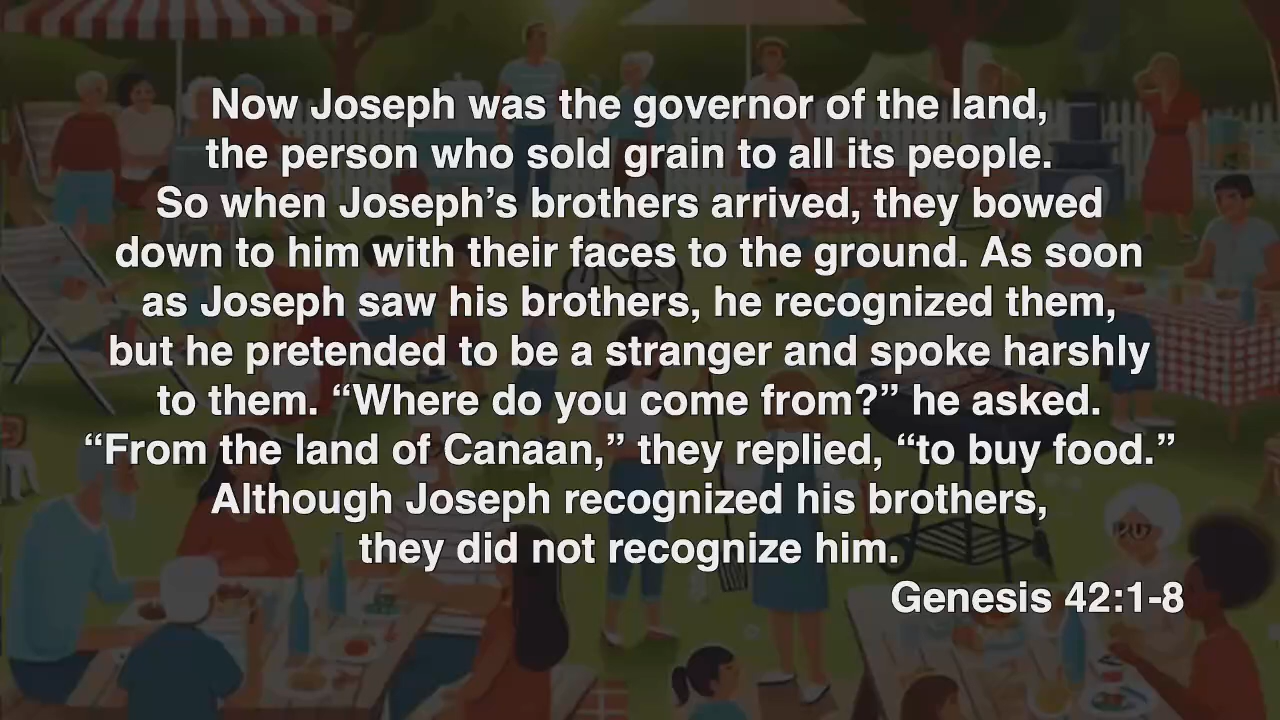 Now Joseph was the governor of the land,
the person who sold grain to all its people.
So when Joseph’s brothers arrived, they bowed
down to him with their faces to the ground. As soon
as Joseph saw his brothers, he recognized them,
but he pretended to be a stranger and spoke harshly
to them. “Where do you come from?” he asked.
“From the land of Canaan,” they replied, “to buy food.”
Although Joseph recognized his brothers,
they did not recognize him.
Genesis 42:1-8